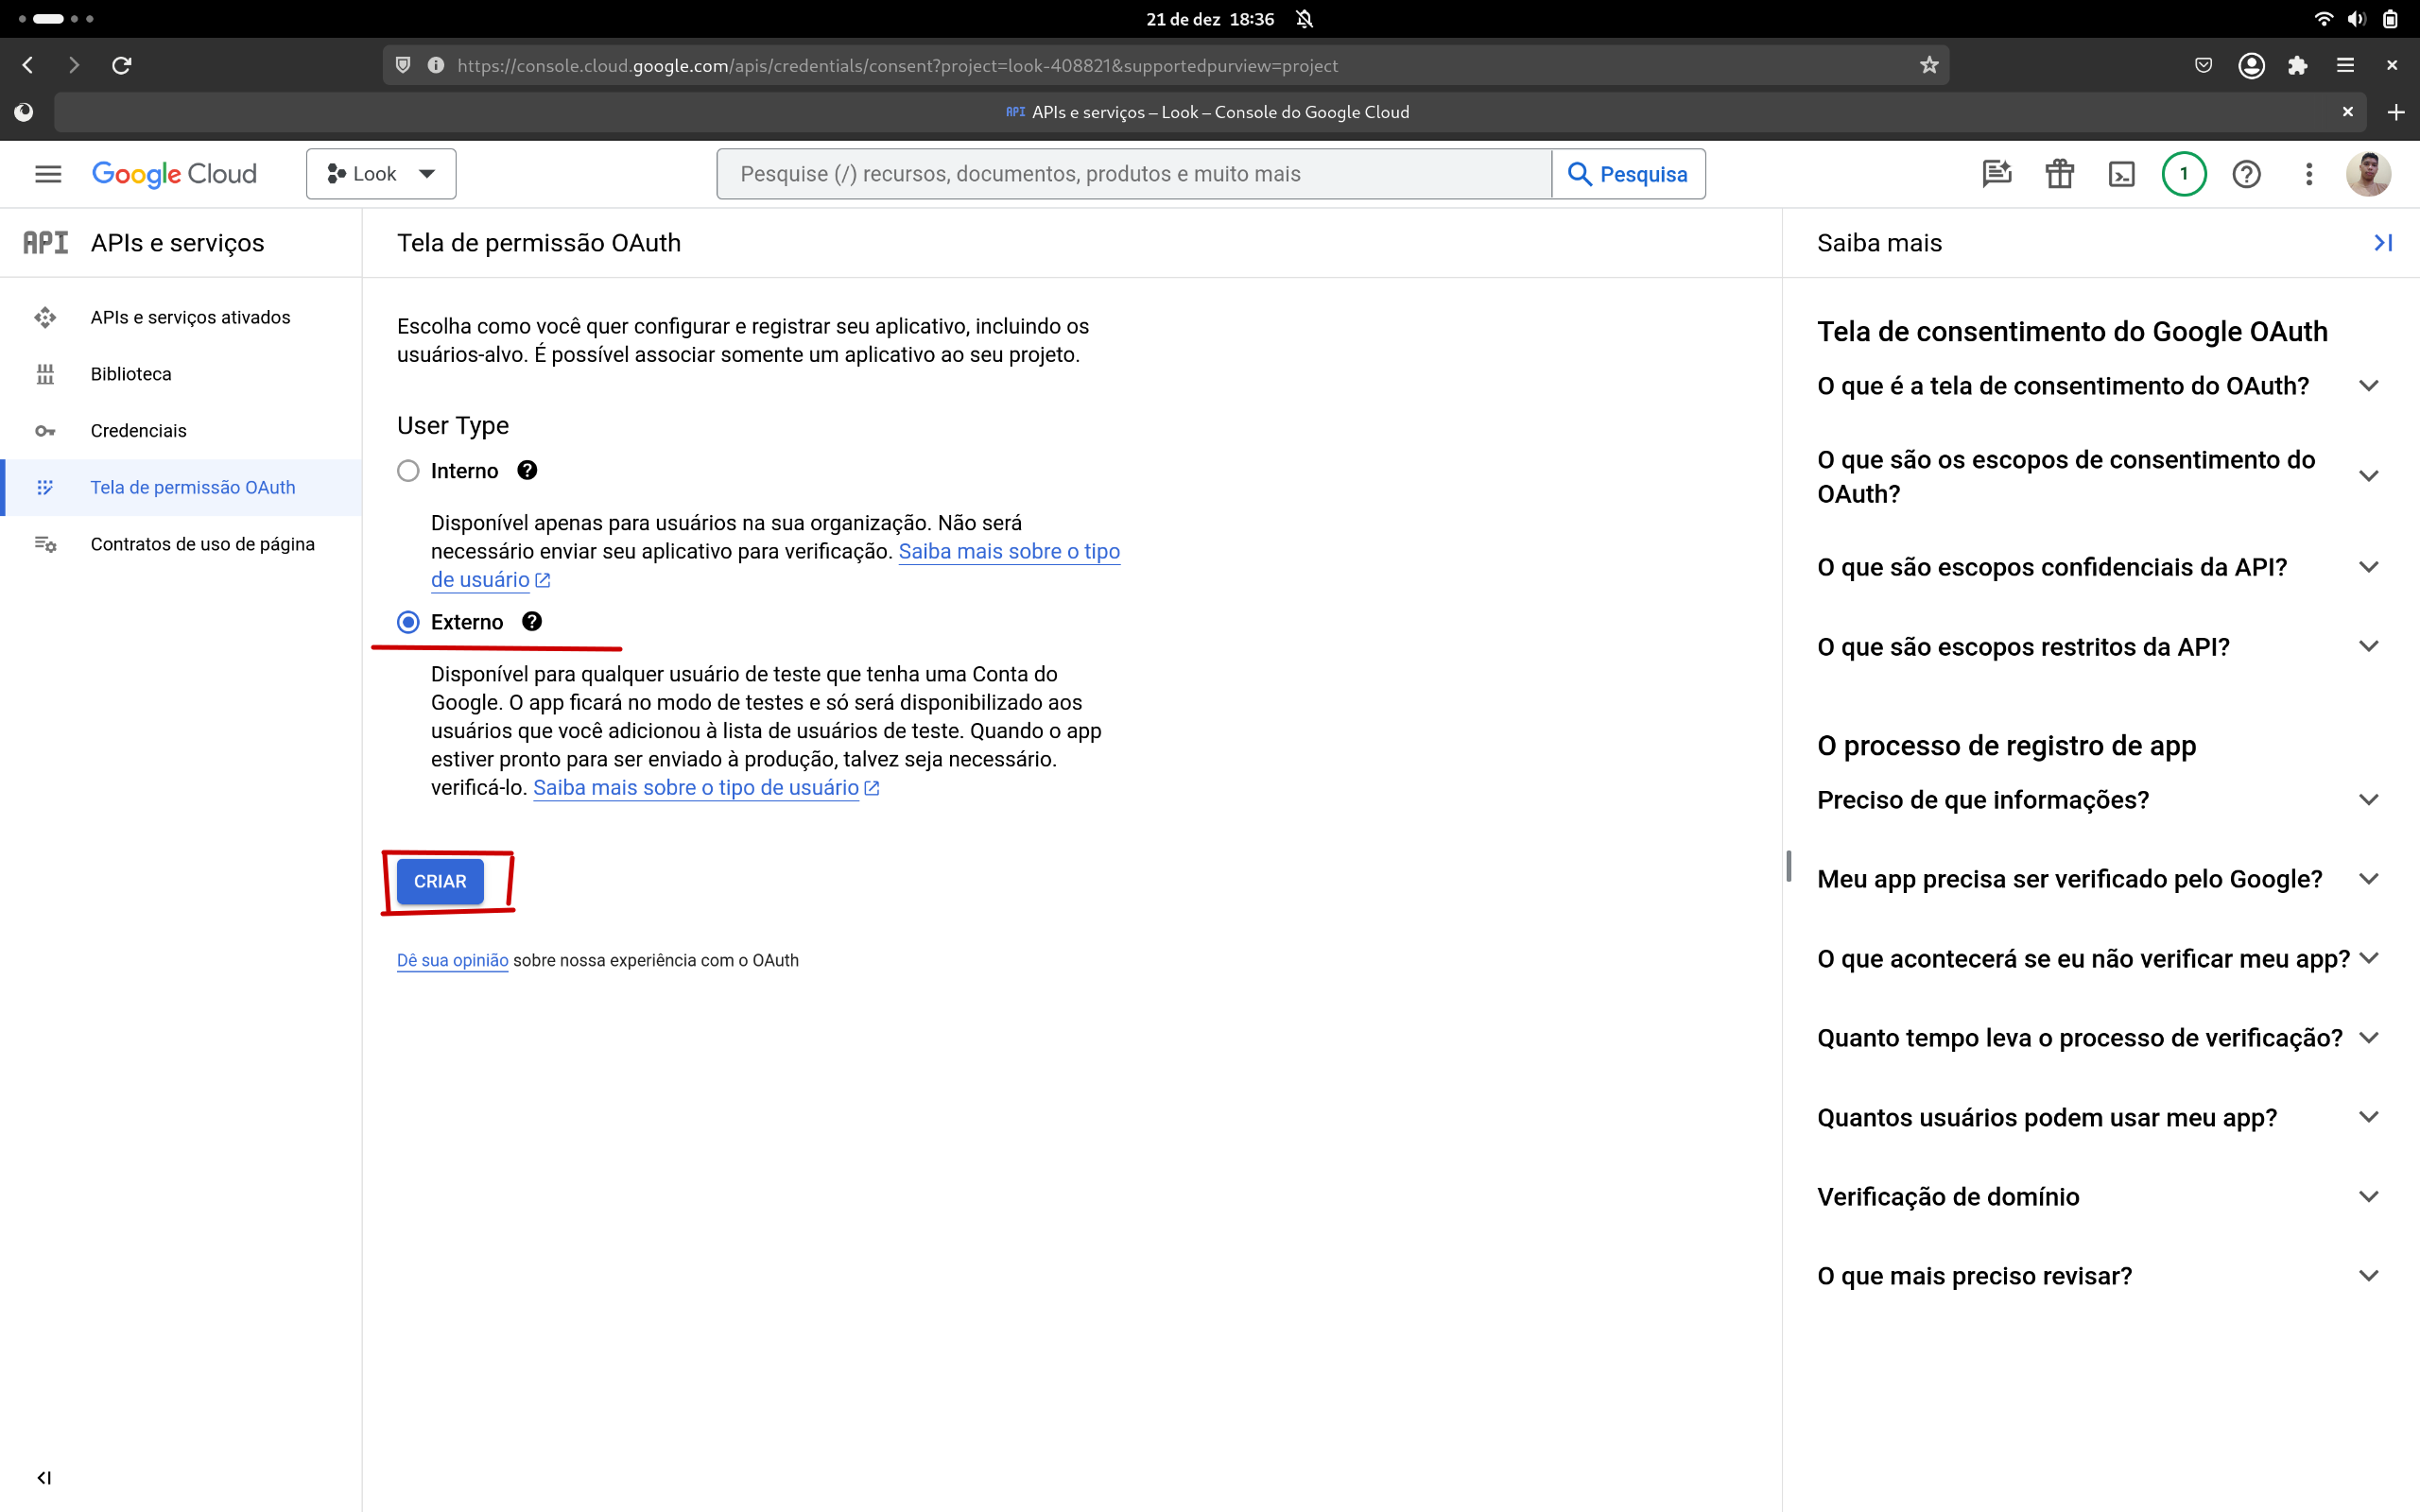 21 de dez 18:36
https://console.cloud.google.com/apis/credentials/consent?project=look-408821&supportedpurview=project
API APIs e serviços – Look – Console do Google Cloud
Google Cloud
Look
Pesquise (/) recursos, documentos, produtos e muito mais
Pesquisa
1
API APIs e serviços
APIs e serviços ativados
Biblioteca
Credenciais
Tela de permissão OAuth
Contratos de uso de página
Tela de permissão OAuth
Escolha como você quer configurar e registrar seu aplicativo, incluindo os
usuários-alvo. É possível associar somente um aplicativo ao seu projeto.
User Type
Interno
Disponível apenas para usuários na sua organização. Não será
necessário enviar seu aplicativo para verificação. Saiba mais sobre o tipo
de usuário
Externo
Disponível para qualquer usuário de teste que tenha uma Conta do
Google. O app ficará no modo de testes e só será disponibilizado aos
usuários que você adicionou à lista de usuários de teste. Quando o app
estiver pronto para ser enviado à produção, talvez seja necessário.
verificá-lo. Saiba mais sobre o tipo de usuário
CRIAR
Dê sua opinião sobre nossa experiência com o OAuth
Saiba mais
Tela de consentimento do Google OAuth
O que é a tela de consentimento do OAuth?
O que são os escopos de consentimento do
OAuth?
O que são escopos confidenciais da API?
O que são escopos restritos da API?
O processo de registro de app
Preciso de que informações?
Meu app precisa ser verificado pelo Google?
O que acontecerá se eu não verificar meu app?
Quanto tempo leva o processo de verificação?
Quantos usuários podem usar meu app?
Verificação de domínio
O que mais preciso revisar?